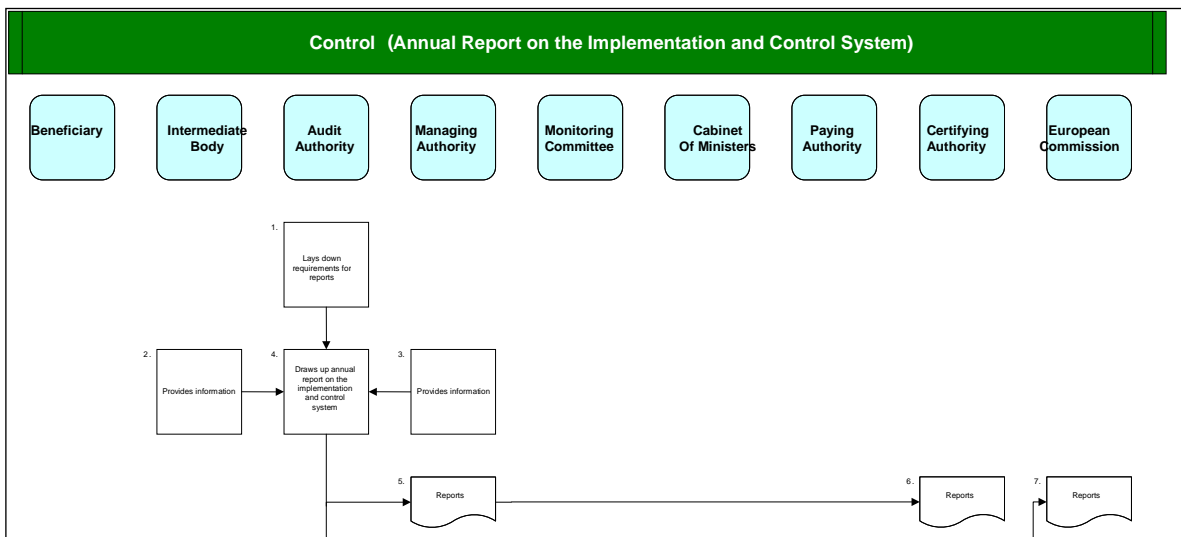 Control (Annual Report on the Implementation and Control System)
Beneficiary
Intermediate
Body
Audit
Authority
Managing
Authority
Monitoring
Committee
Cabinet
Of Ministers
Paying
Authority
Certifying
Authority
European
Commission
1.
Lays down
requirements for
reports
2.
Provides information
4.
Draws up annual
report on the
implementation
and control
system
3.
Provides information
5.
Reports
6.
Reports
7.
Reports